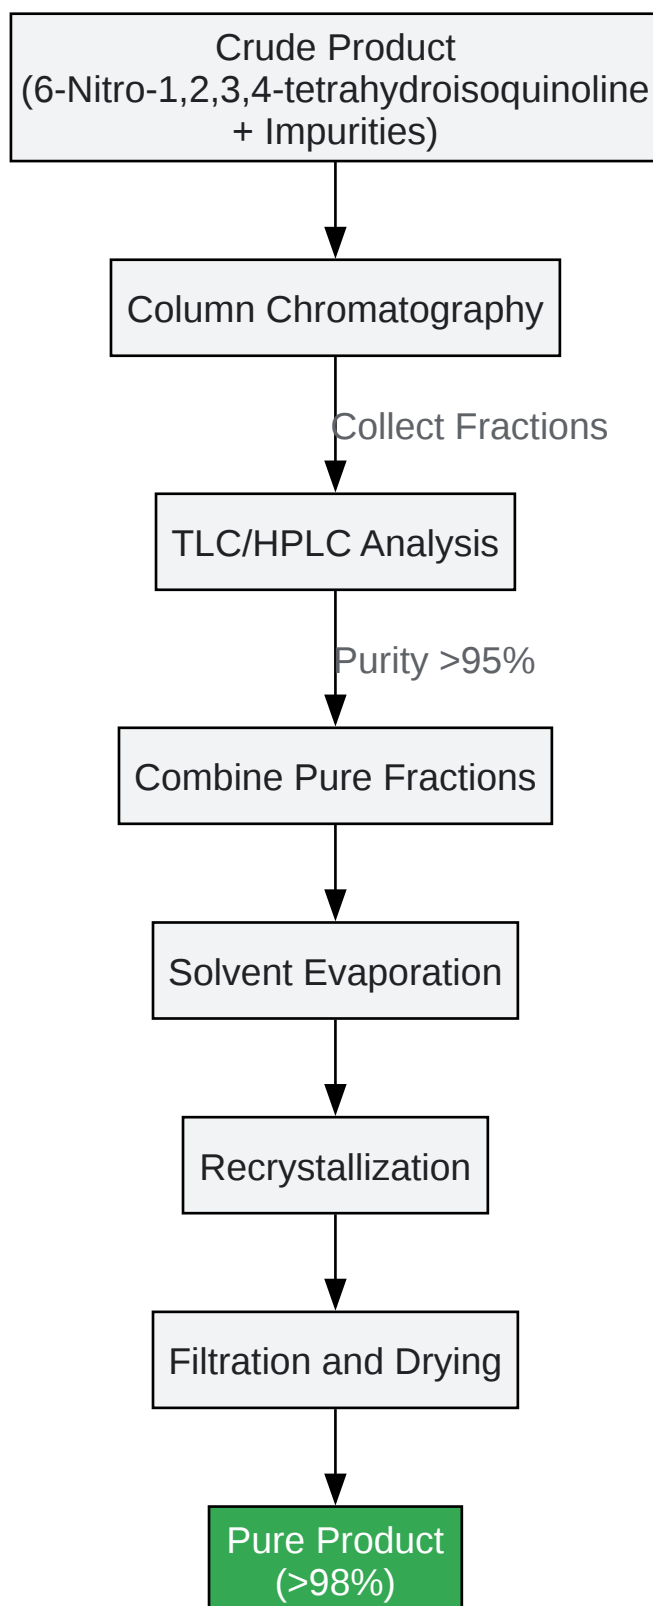 Crude Product
(6-Nitro-1,2,3,4-tetrahydroisoquinoline
+ Impurities)
Column Chromatography
Collect Fractions
TLC/HPLC Analysis
Purity >95%
Combine Pure Fractions
Solvent Evaporation
Recrystallization
Filtration and Drying
Pure Product
(>98%)